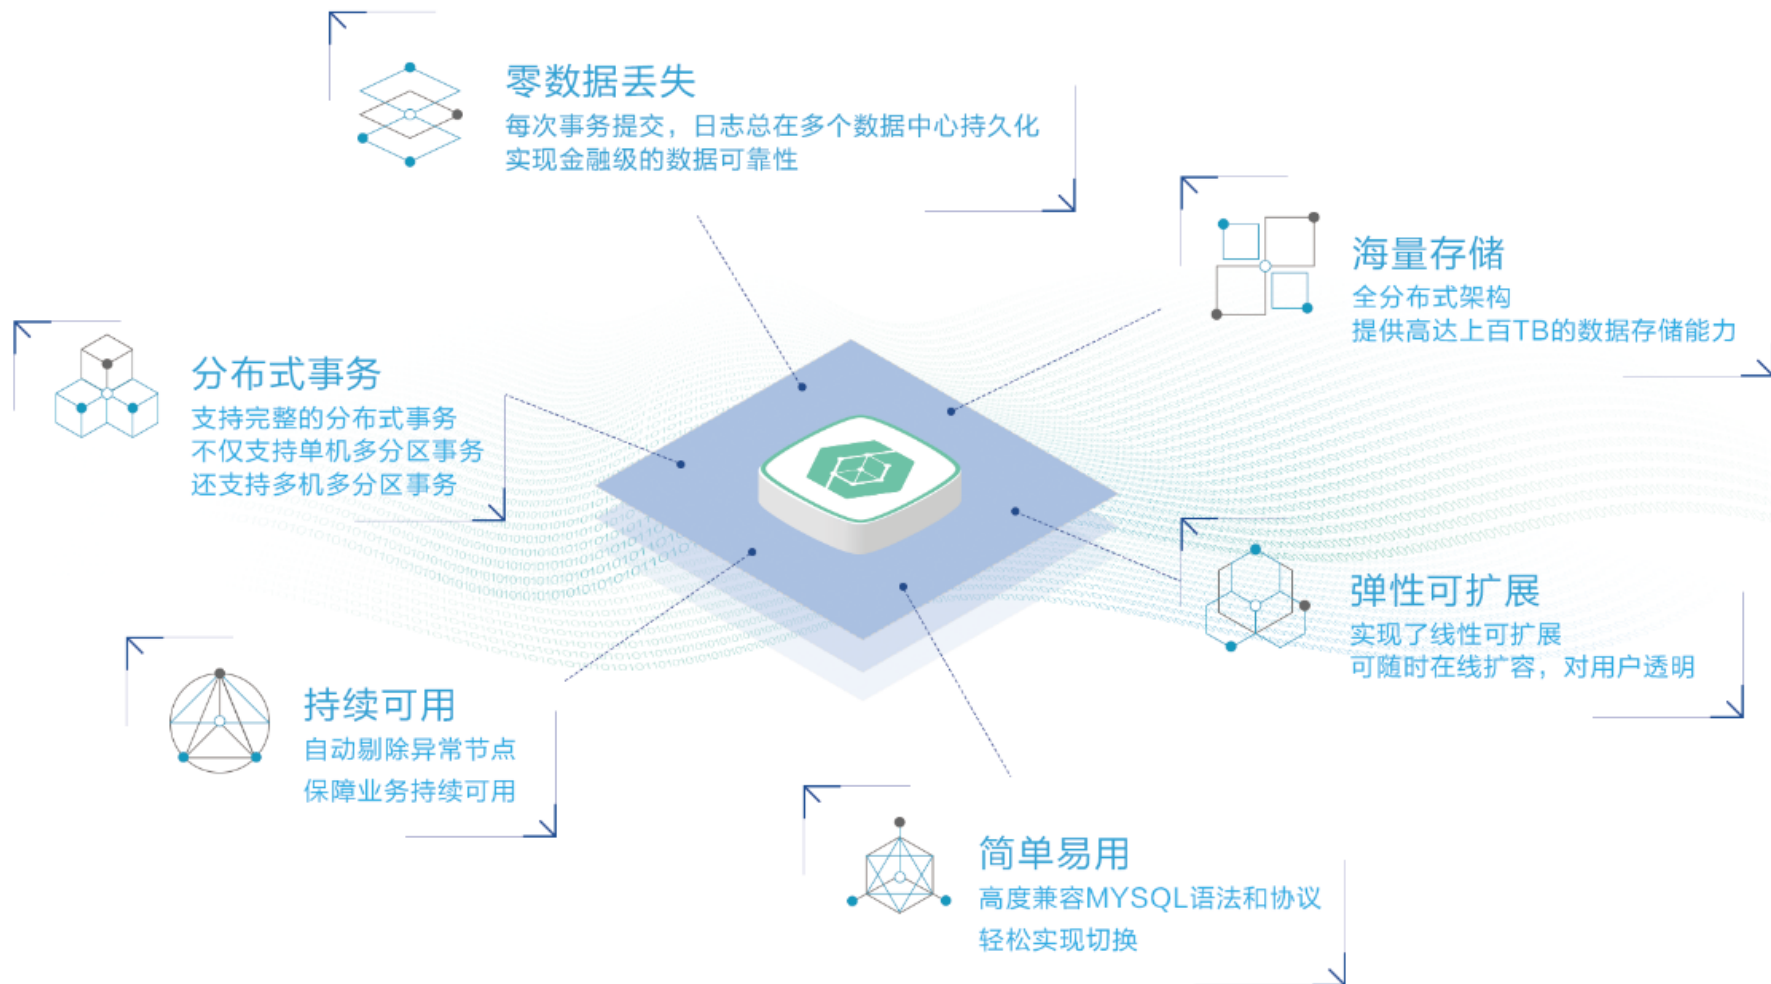 零数据丢失
每次事务提交，日志总在多个数据中心持久化
实现金融级的数据可靠性
海量存储
全分布式架构
提供高达上百TB的数据存储能力
分布式事务
支持完整的分布式事务
不仅支持单机多分区事务
还支持多机多分区事务
弹性可扩展
实现了线性可扩展
可随时在线扩容，对用户透明
持续可用
自动剔除异常节点
保障业务持续可用
简单易用
高度兼容MYSQL语法和协议
轻松实现切换